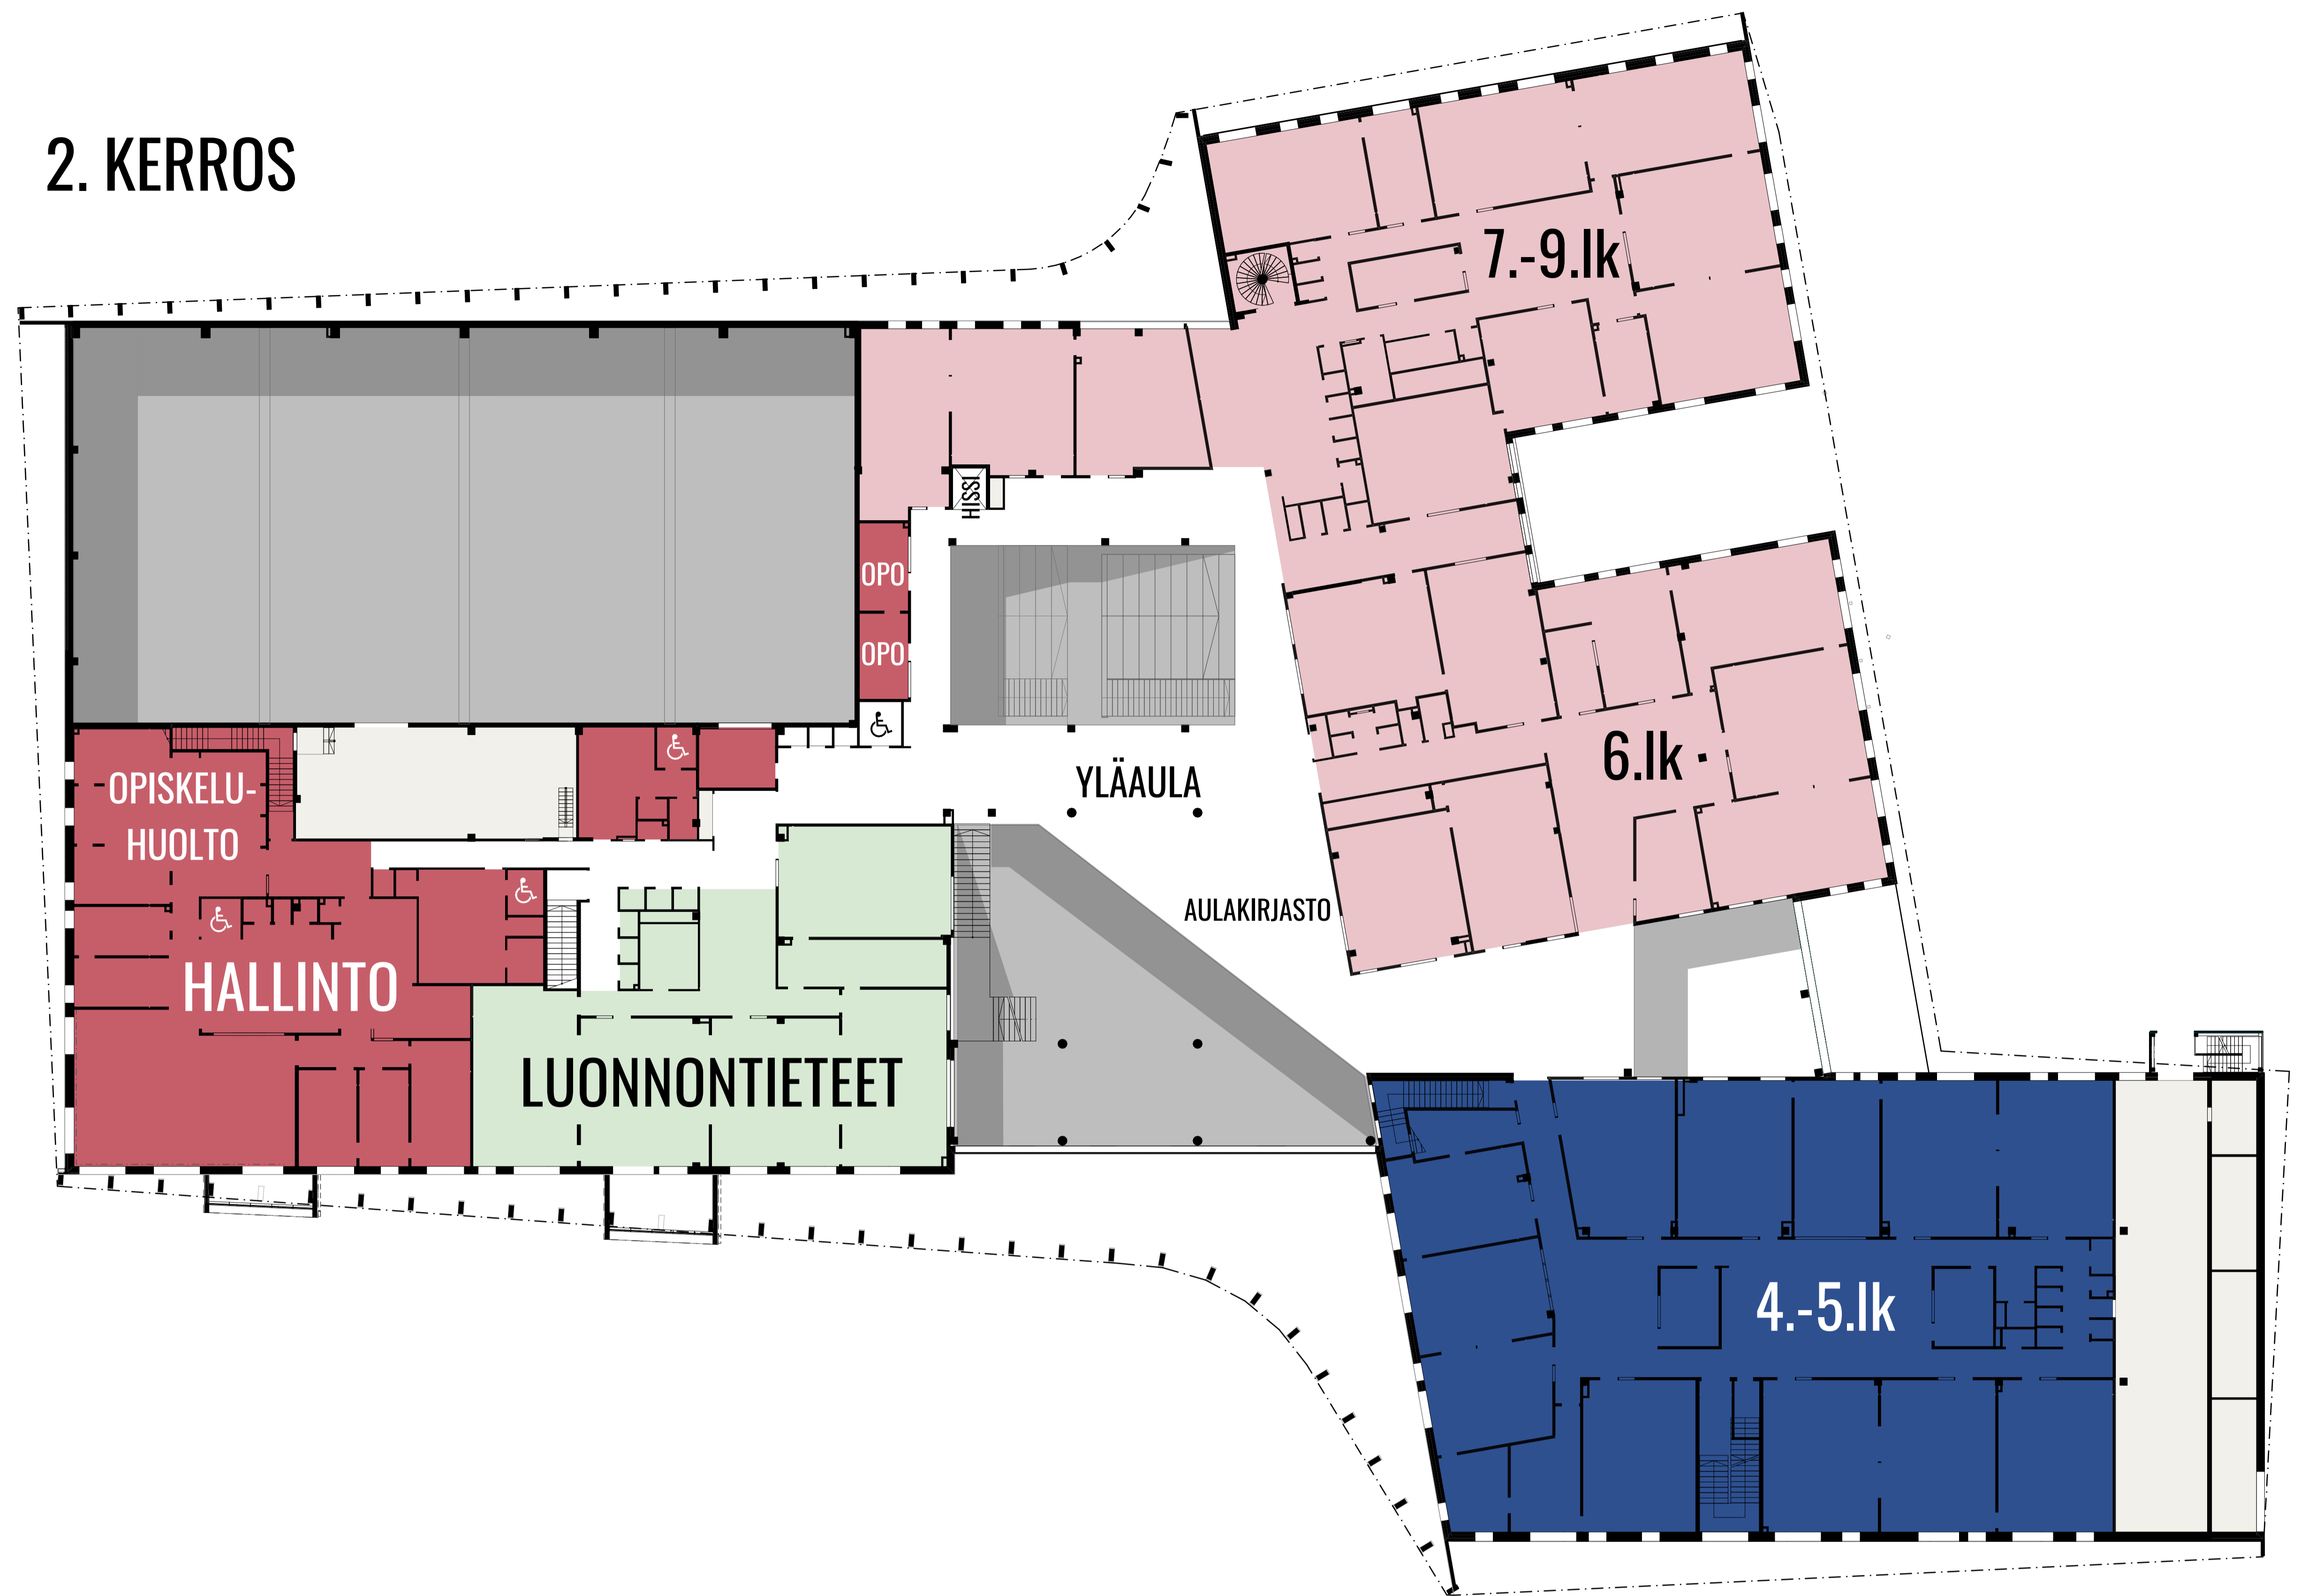 2. KERROS
7.-9.lk
HISSI
OPO
OPO
6.lk
YLÄAULA
OPISKELU-
HUOLTO
AULAKIRJASTO
HALLINTO
LUONNONTIETEET
4.-5.lk